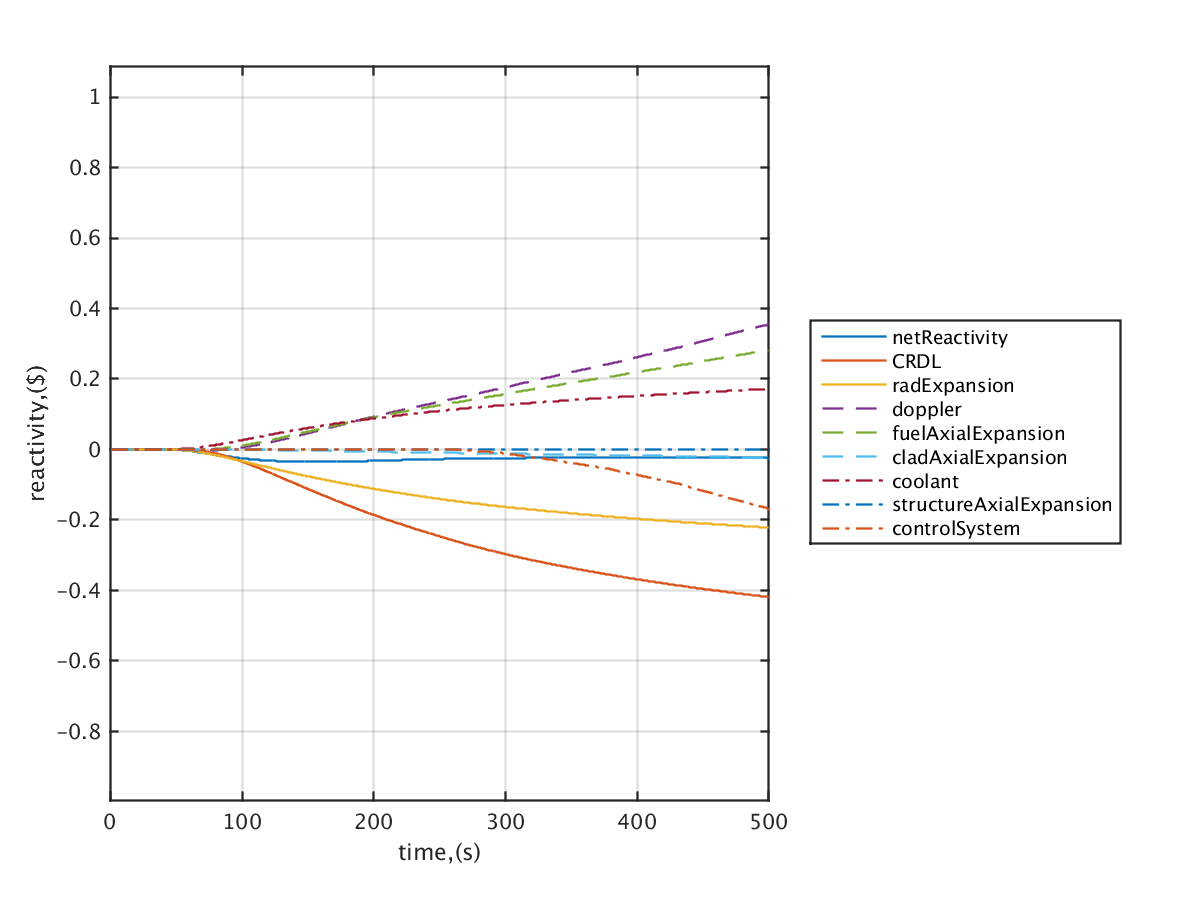 1
0.8
0.6
0.4
0.2
0
-0.2
-0.4
-0.6
-0.8
reactivity,($)
0 100 200 300 400 500
time,(s)
netReactivity
CRDL
radExpansion
doppler
fuelAxialExpansion
cladAxialExpansion
coolant
structureAxialExpansion
controlSystem